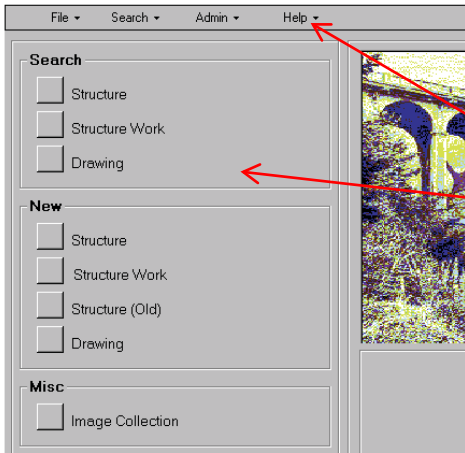 File Search Admin Help
Search
Structure
Structure Work
Drawing
New
Structure
Structure Work
Structure (Old)
Drawing
Misc
Image Collection